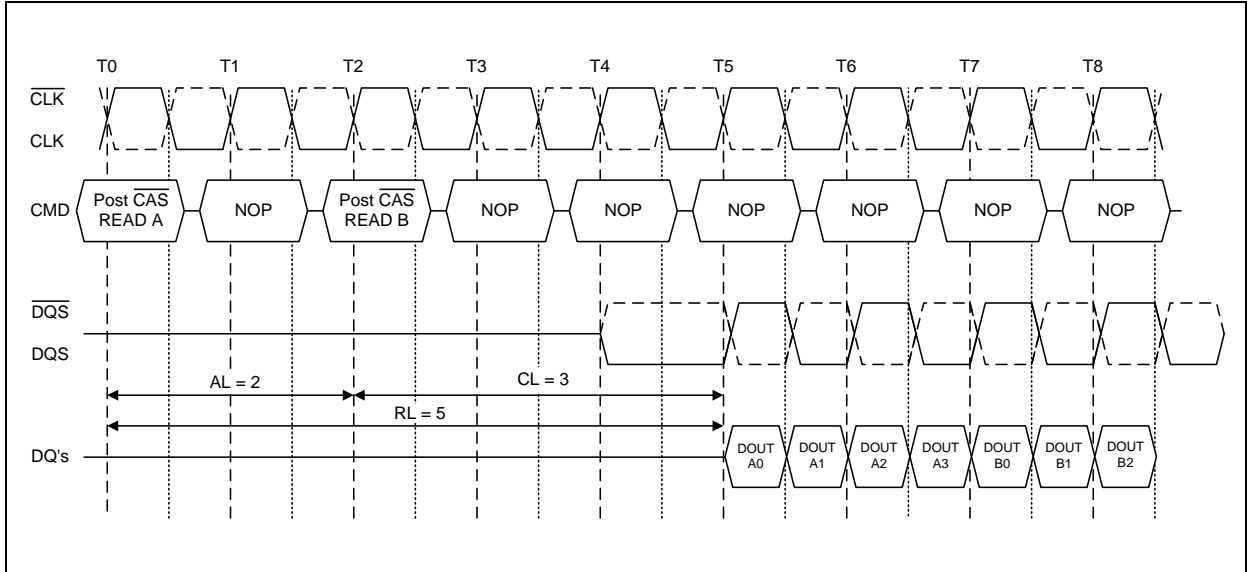 T0 T1 T2 T3 T4 T5 T6 T7 T8
CLK
CLK
CMD
Post CAS
READ A
NOP
Post CAS
READ B
NOP
NOP
NOP
NOP
NOP
NOP
DQS
DQS
AL = 2
CL = 3
RL = 5
DQ's
DOUT
A0
DOUT
A1
DOUT
A2
DOUT
A3
DOUT
B0
DOUT
B1
DOUT
B2